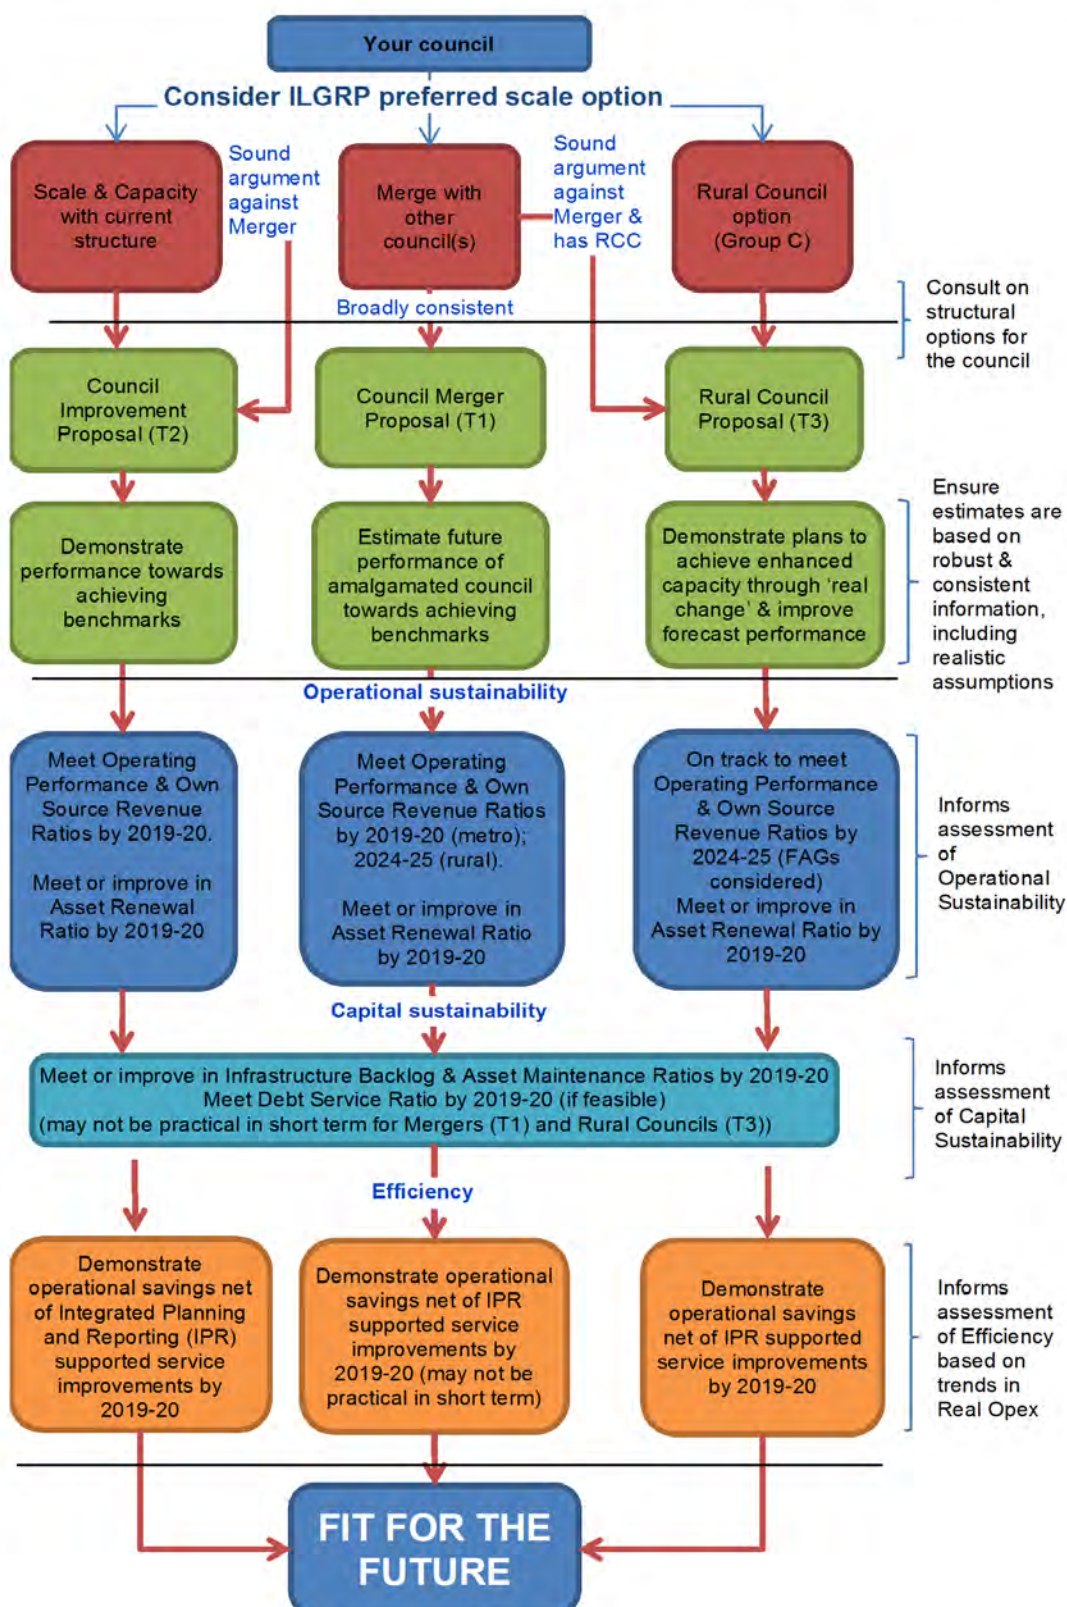 Your council
Consider ILGRP preferred scale option
Scale & Capacity
with current
structure
Sound
argument
against
Merger
Merge with
other
council(s)
Sound
argument
against
Merger &
has RCC
Rural Council
option
(Group C)
Broadly consistent
Consult on
structural
options for
the council
Council
Improvement
Proposal (T2)
Council Merger
Proposal (T1)
Rural Council
Proposal (T3)
Demonstrate
performance towards
achieving
benchmarks
Estimate future
performance of
amalgamated council
towards achieving
benchmarks
Demonstrate plans to
achieve enhanced
capacity through ‘real
change’ & improve
forecast performance
Ensure
estimates are
based on
robust &
consistent
information,
including
realistic
assumptions
Operational sustainability
Meet Operating
Performance & Own
Source Revenue
Ratios by 2019-20.
Meet or improve in
Asset Renewal
Ratio by 2019-20
Meet Operating
Performance & Own
Source Revenue Ratios
by 2019-20 (metro);
2024-25 (rural).
Meet or improve in
Asset Renewal Ratio
by 2019-20
On track to meet
Operating Performance
& Own Source
Revenue Ratios by
2024-25 (FAGs
considered)
Meet or improve in
Asset Renewal Ratio by
2019-20
Informs
assessment
of
Operational
Sustainability
Capital sustainability
Meet or improve in Infrastructure Backlog & Asset Maintenance Ratios by 2019-20
Meet Debt Service Ratio by 2019-20 (if feasible)
(may not be practical in short term for Mergers (T1) and Rural Councils (T3))
Informs
assessment
of Capital
Sustainability
Efficiency
Demonstrate
operational savings net
of Integrated Planning
and Reporting (IPR)
supported service
improvements by
2019-20
Demonstrate operational
savings net of IPR
supported service
improvements by
2019-20 (may not be
practical in short term)
Demonstrate
operational savings
net of IPR supported
service improvements
by 2019-20
Informs
assessment
of Efficiency
based on
trends in
Real Opex
FIT FOR THE
FUTURE